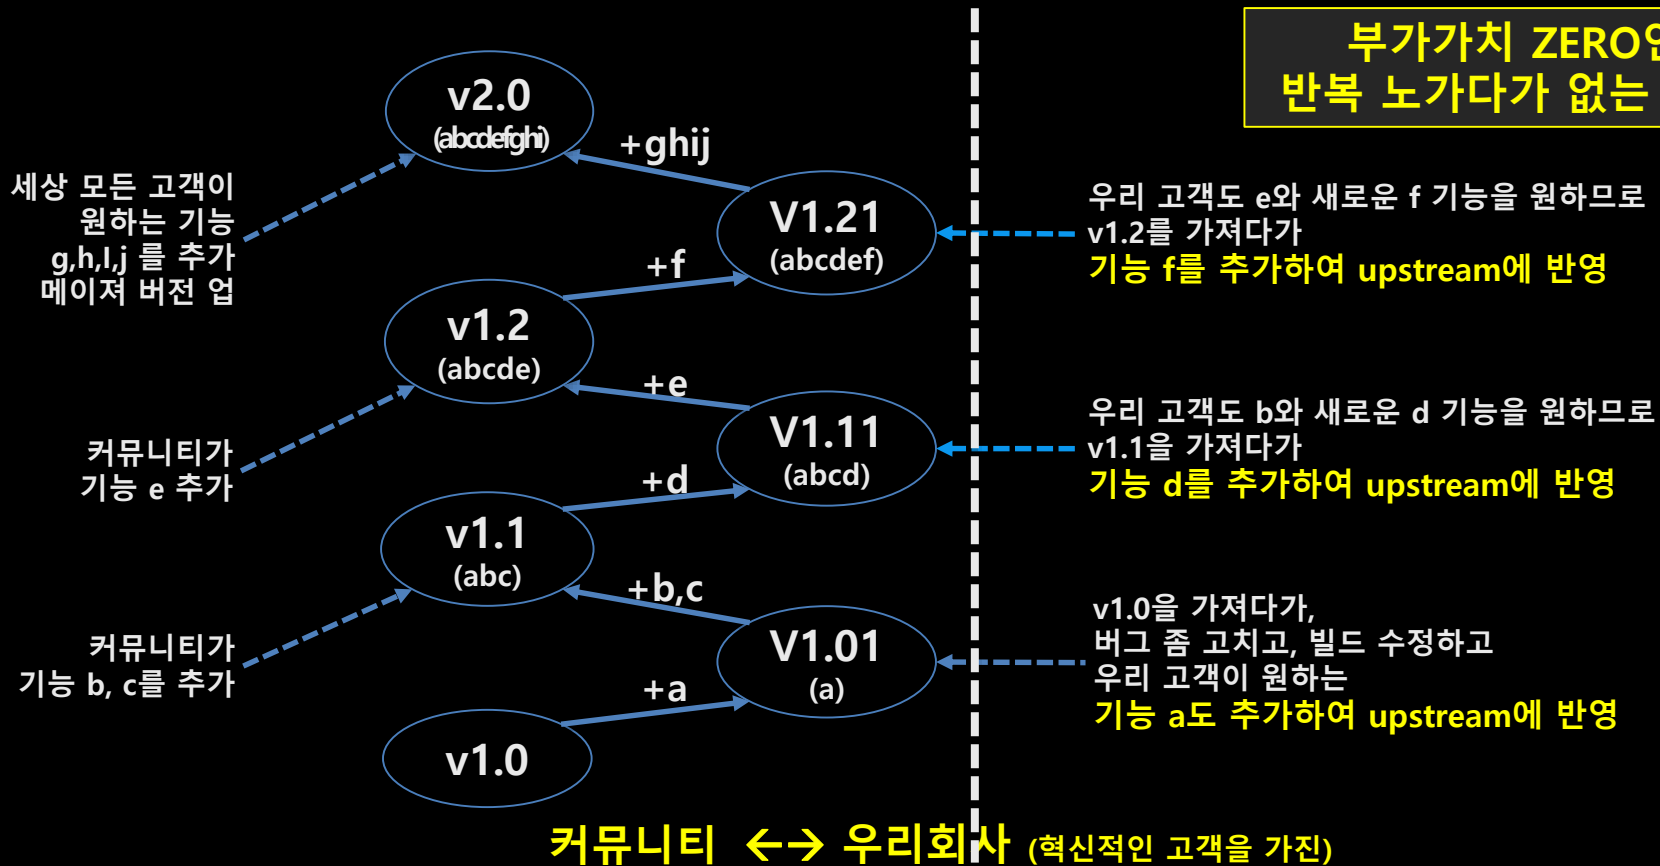 부가가치 ZERO인
반복 노가다가 없는
v2.0
(abcdefghi)
+ghij
세상 모든 고객이
원하는 기능
g,h,I,j 를 추가
메이져 버전 업
V1.21
(abcdef)
우리 고객도 e와 새로운 f 기능을 원하므로
v1.2를 가져다가
기능 f를 추가하여 upstream에 반영
+f
v1.2
(abcde)
+e
커뮤니티가
기능 e 추가
V1.11
(abcd)
우리 고객도 b와 새로운 d 기능을 원하므로
v1.1을 가져다가
기능 d를 추가하여 upstream에 반영
+d
v1.1
(abc)
+b,c
커뮤니티가
기능 b, c를 추가
V1.01
(a)
v1.0을 가져다가,
버그 좀 고치고, 빌드 수정하고
우리 고객이 원하는
기능 a도 추가하여 upstream에 반영
+a
v1.0
커뮤니티 ←→ 우리회사 (혁신적인 고객을 가진)